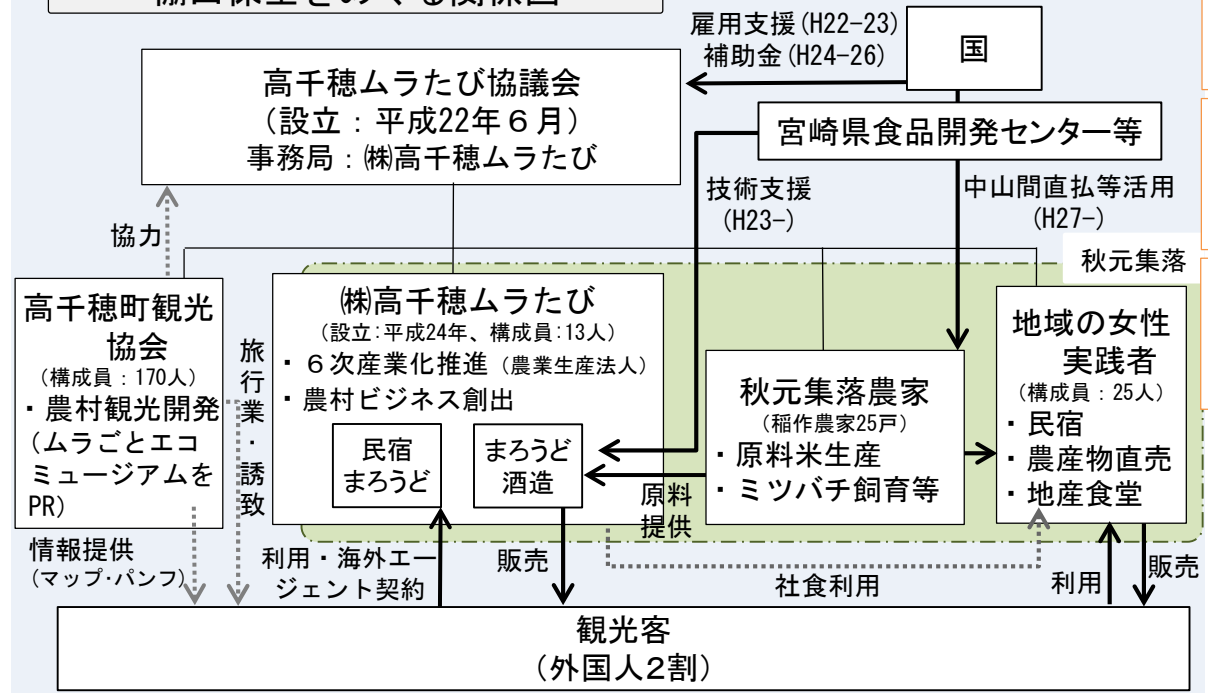 雇用支援(H22-23)
補助金(H24-26)
国
高千穂ムラたび協議会
(設立：平成22年６月)
事務局：㈱高千穂ムラたび
宮崎県食品開発センター等
技術支援
(H23-)
中山間直払等活用
(H27-)
協力
秋元集落
高千穂町観光
協会
(構成員：170人)
・農村観光開発
(ムラごとエコ
ミュージアムを
PR)
旅行業・誘致
㈱高千穂ムラたび
(設立:平成24年、構成員:13人)
・６次産業化推進(農業生産法人)
・農村ビジネス創出
民宿
まろうど
まろうど
酒造
原料
提供
秋元集落農家
(稲作農家25戸)
・原料米生産
・ミツバチ飼育等
地域の女性
実践者
(構成員：25人)
・民宿
・農産物直売
・地産食堂
情報提供
(マップ・パンフ)
利用・海外エー
ジェント契約
販売
社食利用
利用
販売
観光客
(外国人２割)